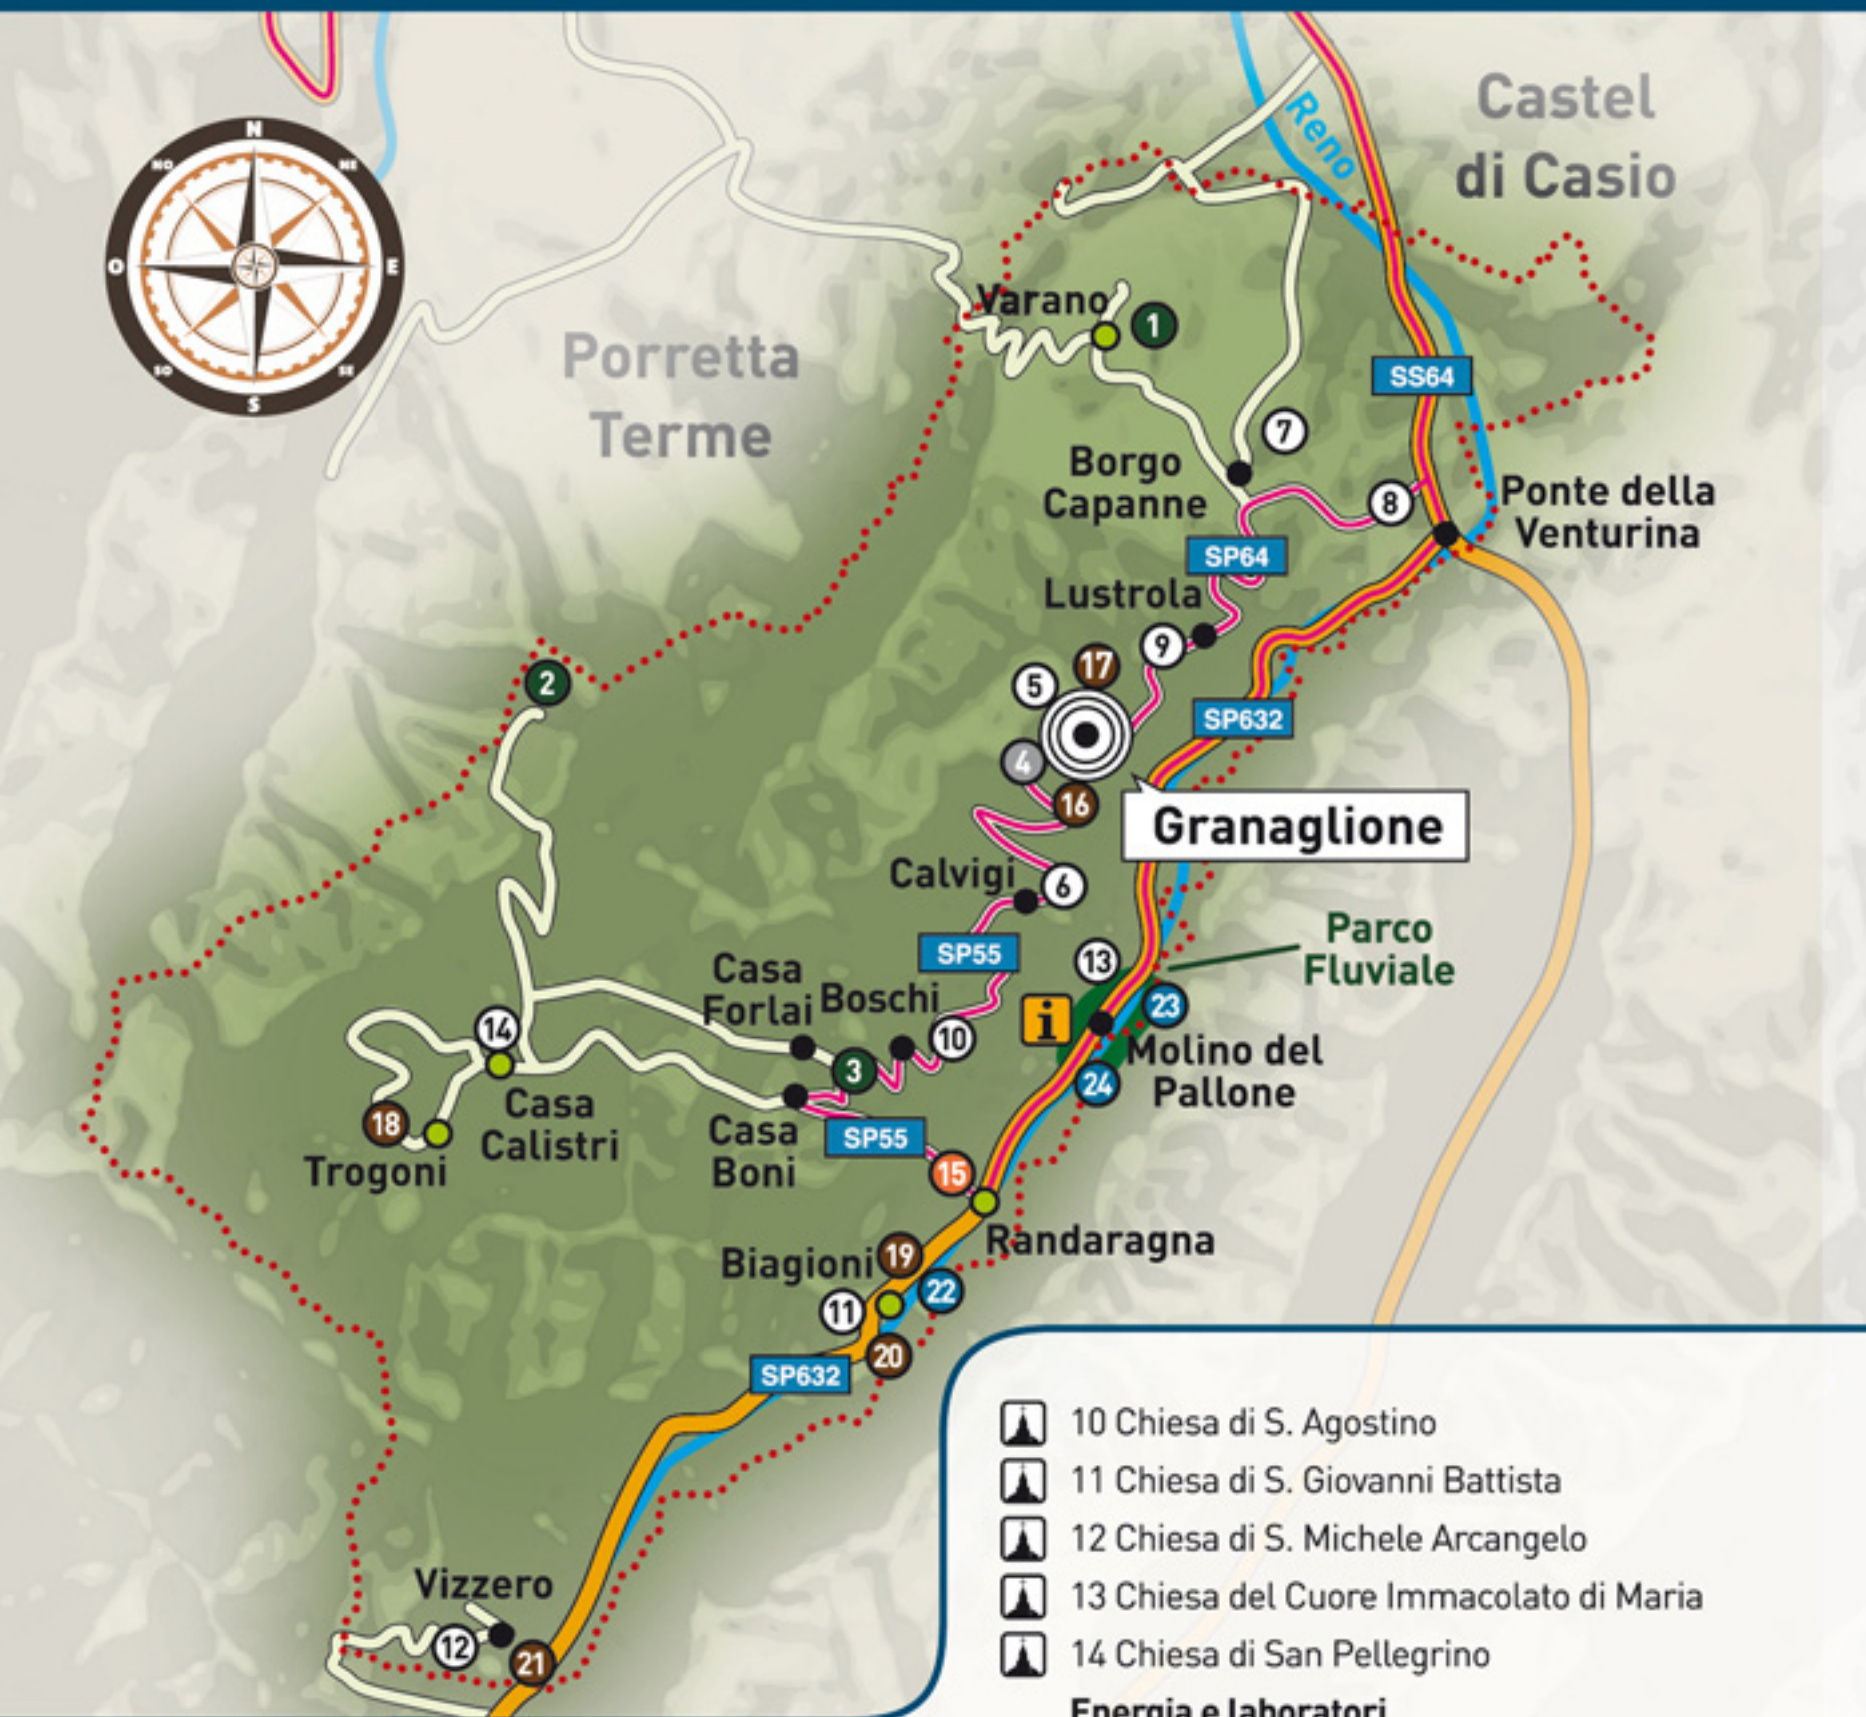 N
NO
NE
O
E
SO
SE
S
Reno
Castel
di Casio
Porretta
Terme
Varano
1
SS64
7
Borgo
Capanne
8
Ponte della
Venturina
SP64
Lustrola
9
17
5
2
SP632
4
16
Granaglione
Calvigi
6
SP55
Parco
Fluviale
13
Casa
Forlai
Boschi
i
23
14
10
3
Molino del
Pallone
24
18
Casa
Calistri
Casa
Boni
SP55
Trogoni
15
Randaragna
Biagioni
19
22
11
20
SP632
Vizzero
12
21
10 Chiesa di S. Agostino
11 Chiesa di S. Giovanni Battista
12 Chiesa di S. Michele Arcangelo
13 Chiesa del Cuore Immacolato di Maria
14 Chiesa di San Pellegrino
Energia e laboratori